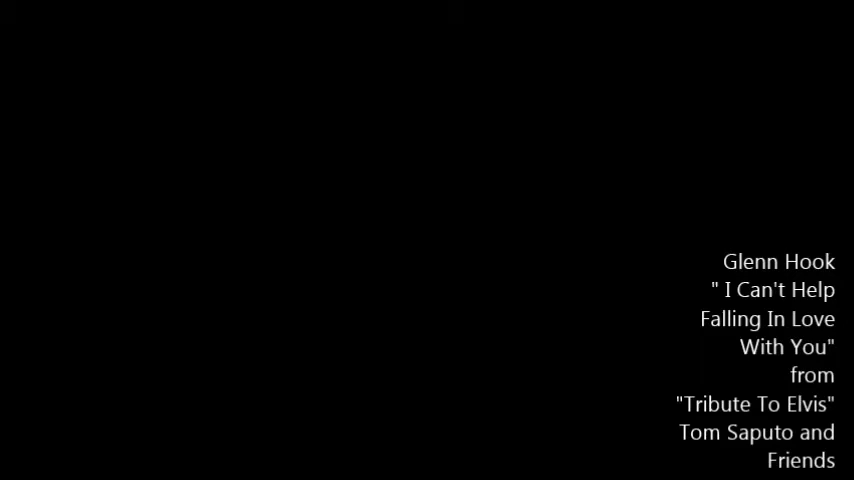 Glenn Hook
" I Can't Help
Falling In Love
With You"
from
"Tribute To Elvis"
Tom Saputo and
Friends